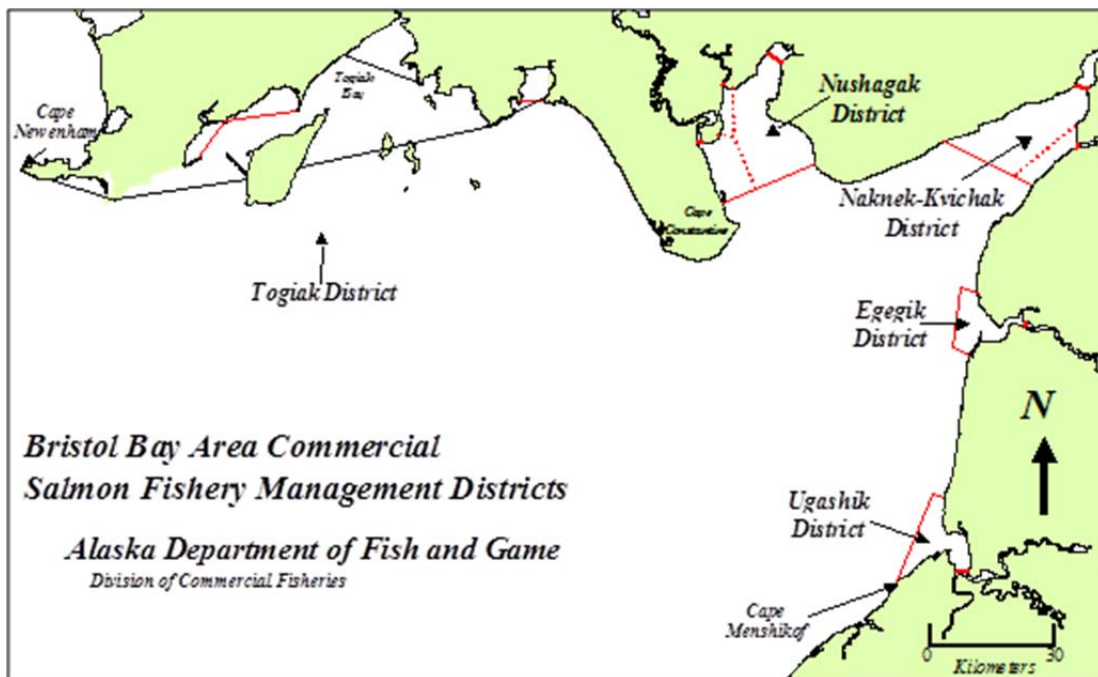 Cape
Newenham
Togiak
Bay
Nushagak
District
Naknek-Kvichak
District
Cape
Constantine
Togiak District
Egegik
District
N
Bristol Bay Area Commercial
Salmon Fishery Management Districts
Ugashik
District
Alaska Department of Fish and Game
Division of Commercial Fisheries
Cape
Menshikof
0
30
Kilometers